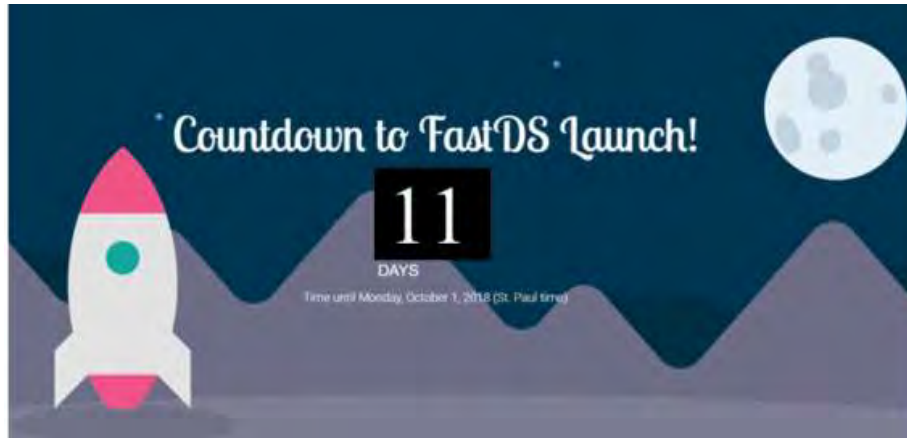 Countdown to FastDS Launch!
11
DAYS
Time until Monday, October 1, 2018 (St. Paul time)